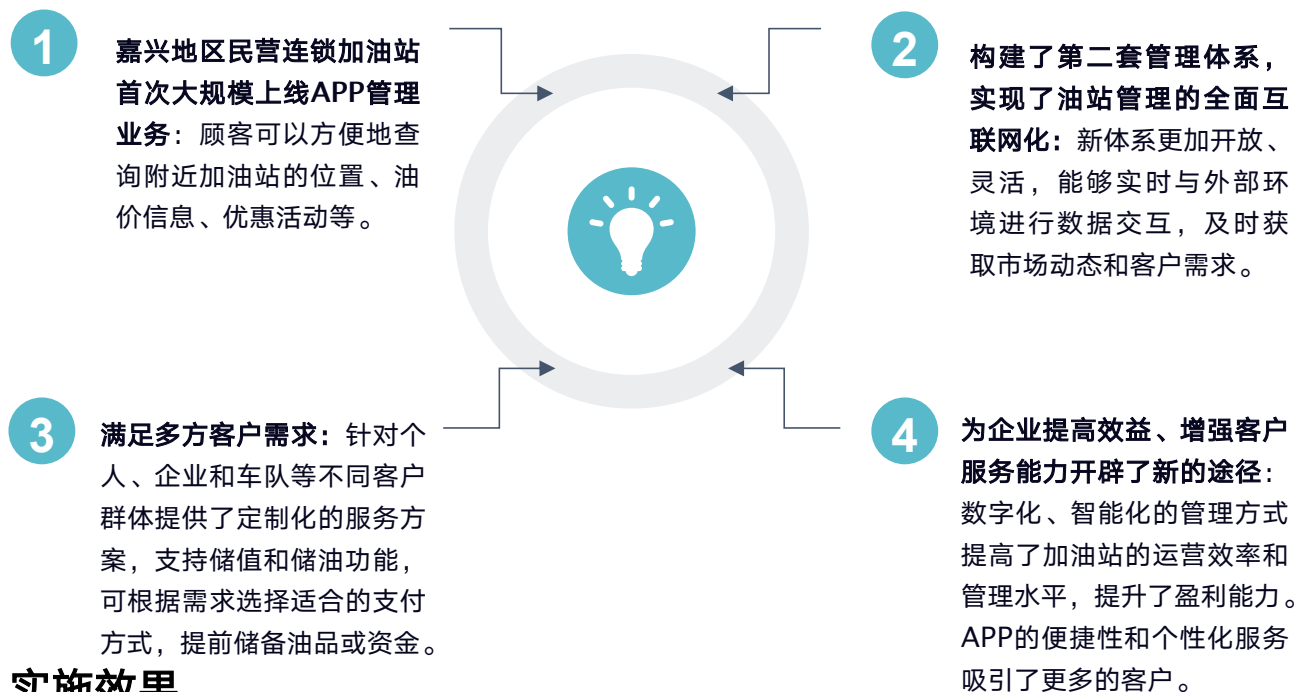 1
嘉兴地区民营连锁加油站
首次大规模上线APP管理
业务：顾客可以方便地查
询附近加油站的位置、油
价信息、优惠活动等。
2
构建了第二套管理体系，
实现了油站管理的全面互
联网化：新体系更加开放、
灵活，能够实时与外部环
境进行数据交互，及时获
取市场动态和客户需求。
3
满足多方客户需求：针对个
人、企业和车队等不同客户
群体提供了定制化的服务方
案，支持储值和储油功能，
可根据需求选择适合的支付
方式，提前储备油品或资金。
4
为企业提高效益、增强客户
服务能力开辟了新的途径：
数字化、智能化的管理方式
提高了加油站的运营效率和
管理水平，提升了盈利能力。
APP的便捷性和个性化服务
吸引了更多的客户。
实施效果